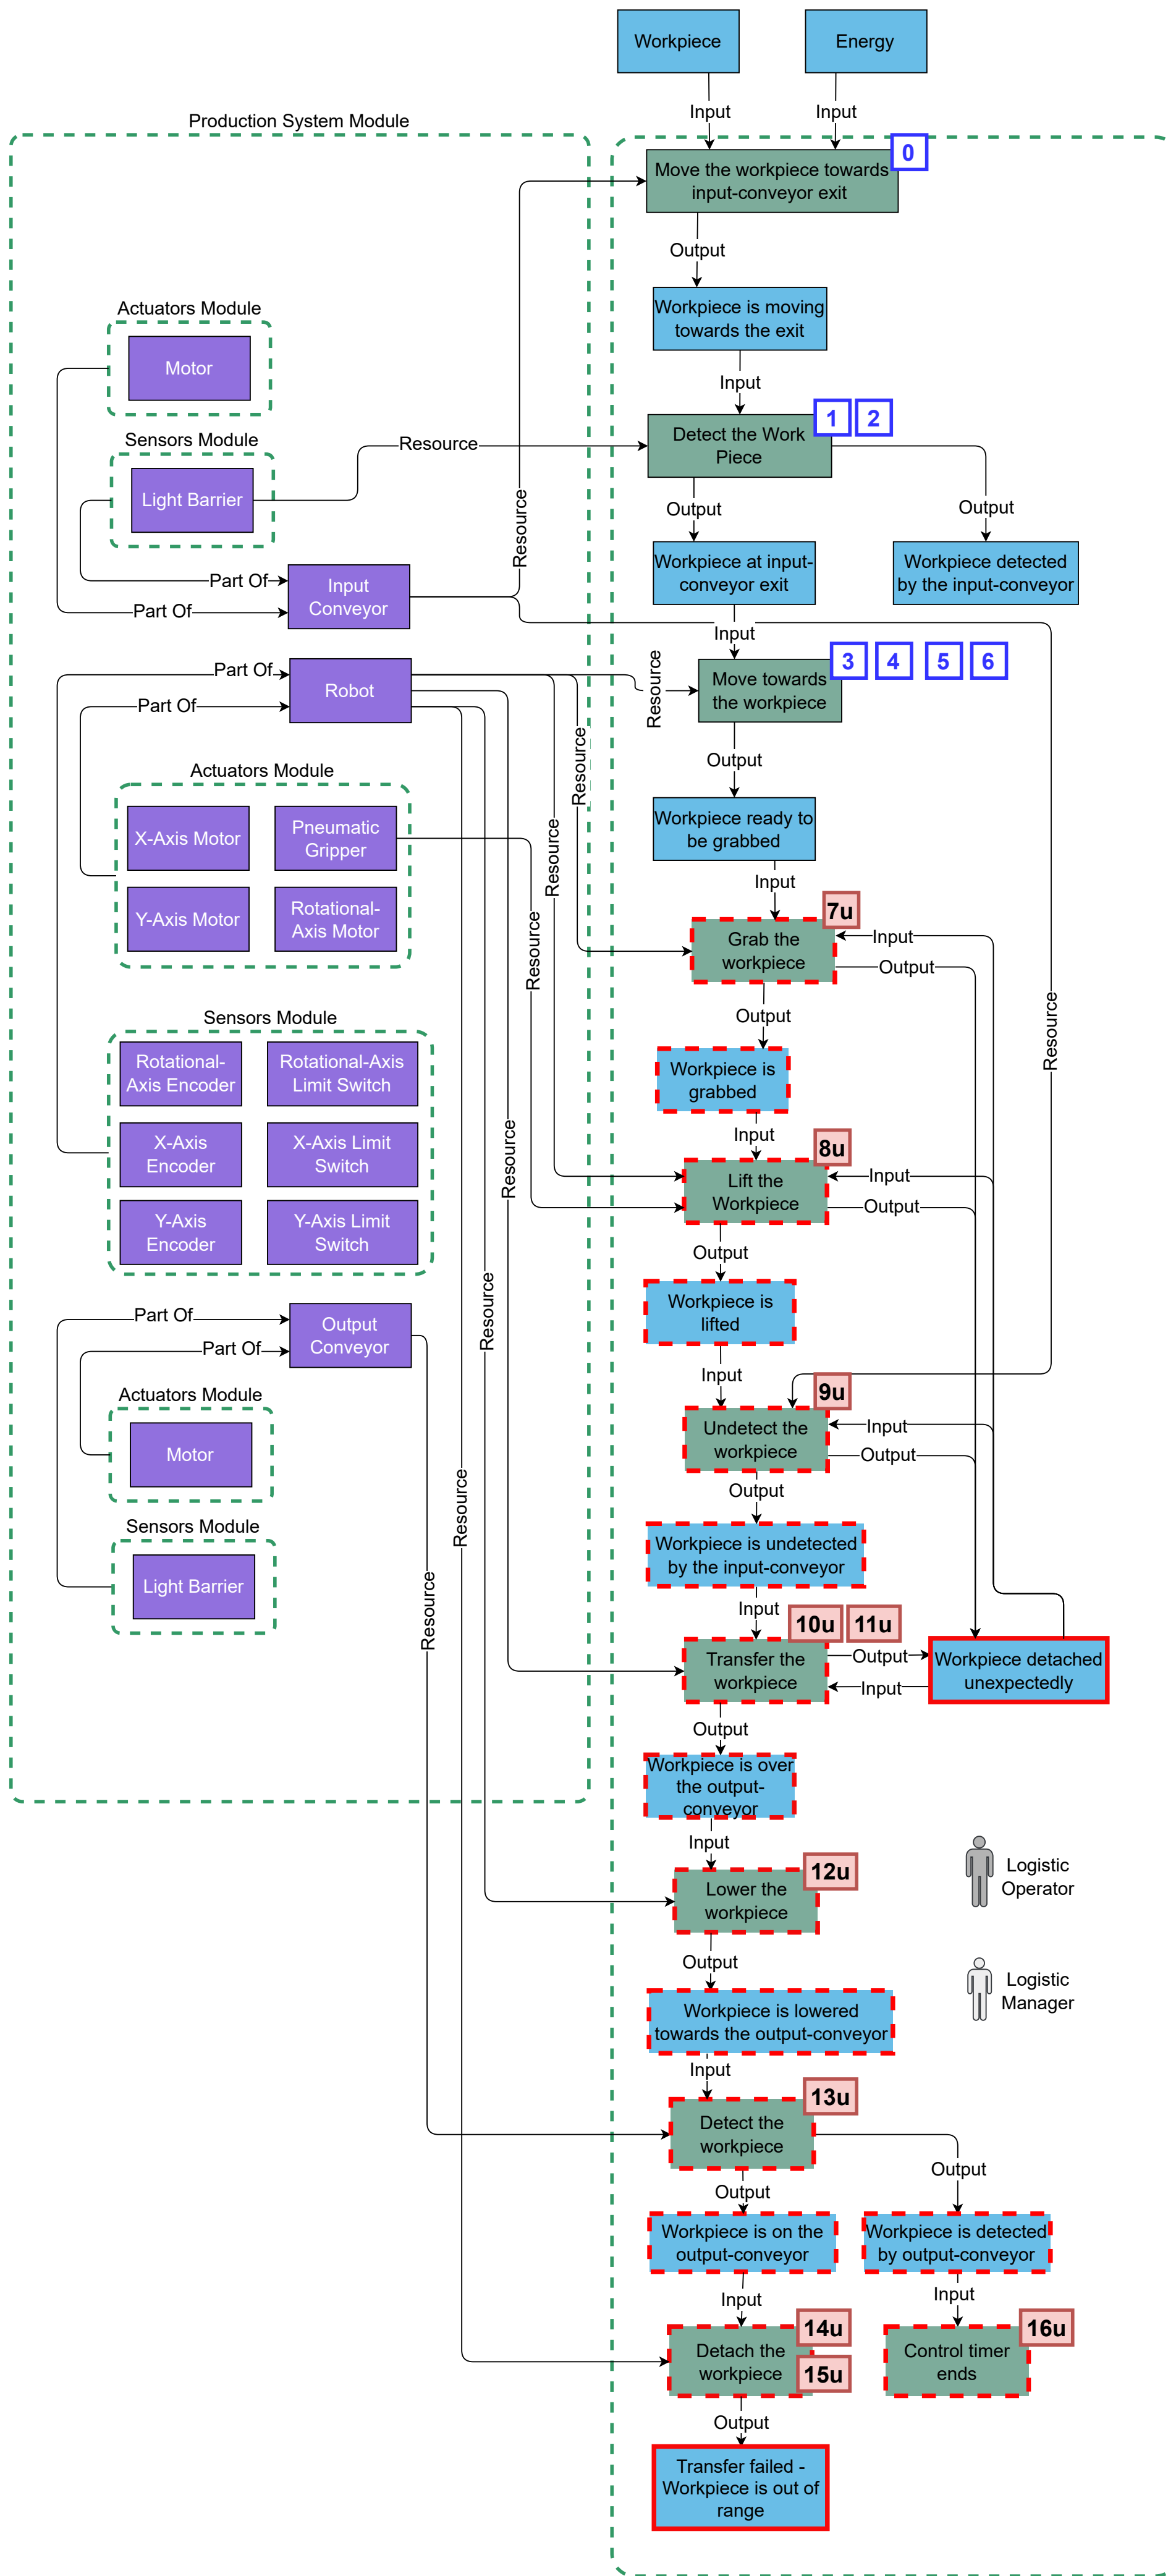 Workpiece
Energy
Input
Input
Production System Module
0
Move the workpiece towards
input-conveyor exit
Output
Workpiece is moving
towards the exit
Input
Actuators Module
Motor
Sensors Module
Light Barrier
Resource
1
2
Detect the Work
Piece
Output
Output
Resource
Workpiece at input-
conveyor exit
Workpiece detected
by the input-conveyor
Part Of
Part Of
Input
Conveyor
Input
3
4
5
6
Part Of
Part Of
Robot
Resource
Move towards
the workpiece
Output
Resource
Actuators Module
X-Axis Motor
Pneumatic
Gripper
Y-Axis Motor
Rotational-
Axis Motor
Workpiece ready to
be grabbed
Resource
Input
7u
Grab the
workpiece
Input
Output
Resource
Output
Sensors Module
Rotational-
Axis Encoder
Rotational-Axis
Limit Switch
X-Axis
Encoder
X-Axis Limit
Switch
Y-Axis
Encoder
Y-Axis Limit
Switch
Workpiece is
grabbed
Resource
Input
8u
Lift the
Workpiece
Input
Output
Resource
Output
Workpiece is
lifted
Resource
Part Of
Part Of
Output
Conveyor
Input
9u
Undetect the
workpiece
Input
Output
Actuators Module
Motor
Sensors Module
Light Barrier
Resource
Output
Workpiece is undetected
by the input-conveyor
Resource
Input
10u
11u
Transfer the
workpiece
Output
Input
Workpiece detached
unexpectedly
Output
Workpiece is over
the output-
conveyor
Input
12u
Lower the
workpiece
Logistic
Operator
Output
Logistic
Manager
Workpiece is lowered
towards the output-conveyor
Input
13u
Detect the
workpiece
Output
Output
Workpiece is on the
output-conveyor
Workpiece is detected
by output-conveyor
Input
Input
14u
15u
16u
Detach the
workpiece
Control timer
ends
Output
Transfer failed -
Workpiece is out of
range